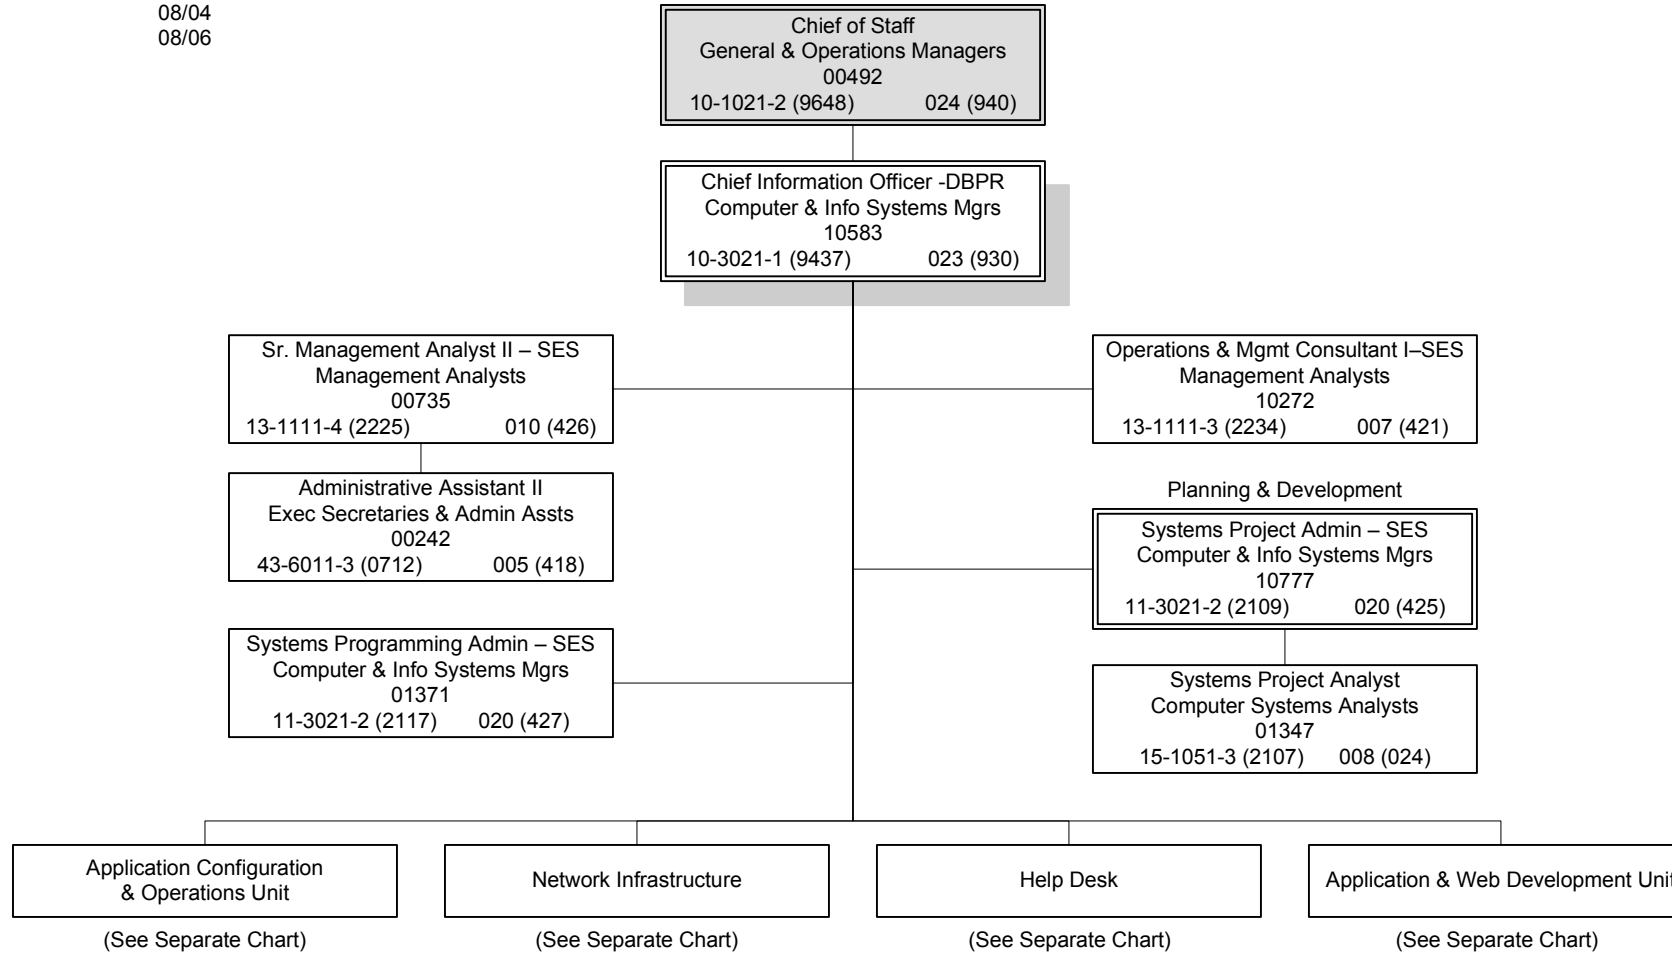 08/04
08/06
Chief of Staff
General & Operations Managers
00492
10-1021-2 (9648) 024 (940)
Chief Information Officer -DBPR
Computer & Info Systems Mgrs
10583
10-3021-1 (9437) 023 (930)
Sr. Management Analyst II – SES
Management Analysts
00735
13-1111-4 (2225) 010 (426)
Operations & Mgmt Consultant I–SES
Management Analysts
10272
13-1111-3 (2234) 007 (421)
Administrative Assistant II
Exec Secretaries & Admin Assts
00242
43-6011-3 (0712) 005 (418)
Planning & Development
Systems Project Admin – SES
Computer & Info Systems Mgrs
10777
11-3021-2 (2109) 020 (425)
Systems Programming Admin – SES
Computer & Info Systems Mgrs
01371
11-3021-2 (2117) 020 (427)
Systems Project Analyst
Computer Systems Analysts
01347
15-1051-3 (2107) 008 (024)
Application Configuration
& Operations Unit
(See Separate Chart)
Network Infrastructure
(See Separate Chart)
Help Desk
(See Separate Chart)
Application & Web Development Unit
(See Separate Chart)